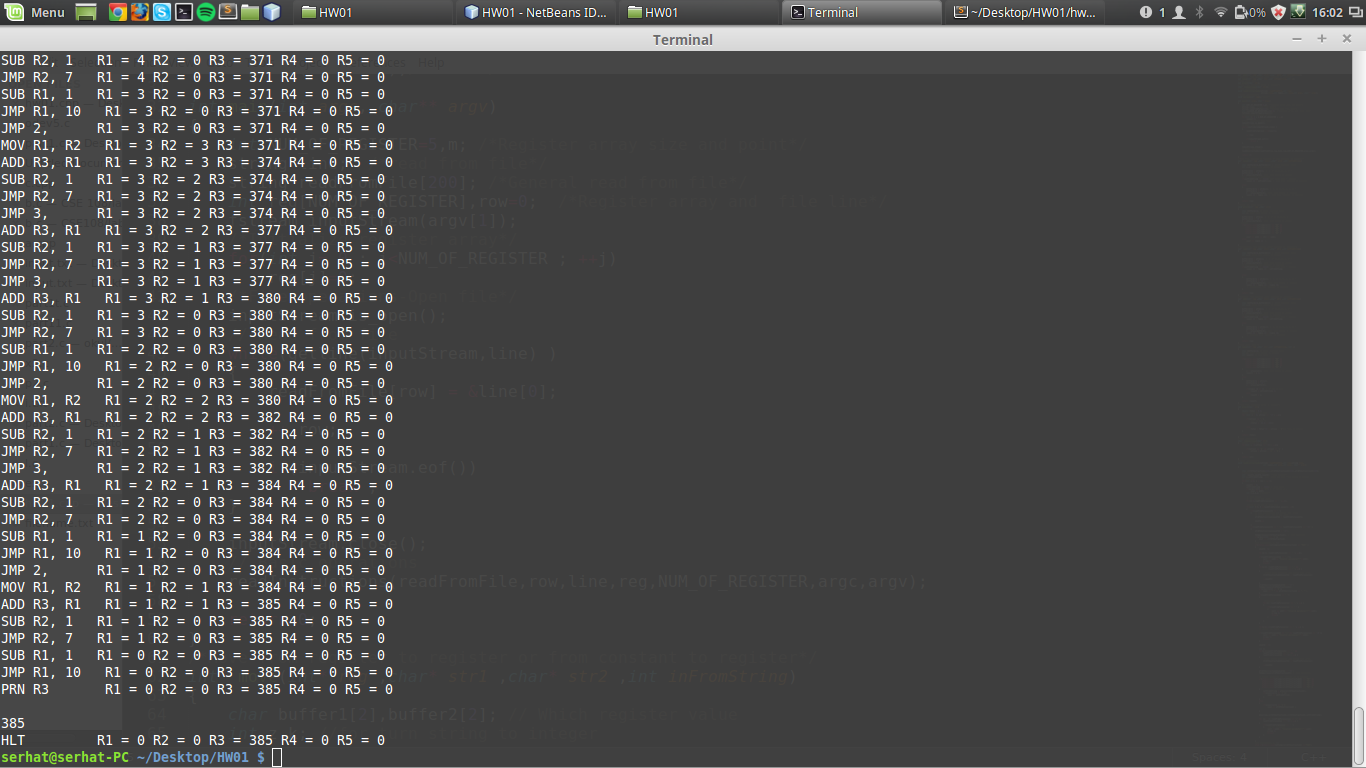 Menu HW01 HW01 - NetBeans ID... HW01 Terminal ~/Desktop/HW01/hw... 1 0% 16:02
Terminal
SUB R2, 1   R1 = 4 R2 = 0 R3 = 371 R4 = 0 R5 = 0
JMP R2, 7   R1 = 4 R2 = 0 R3 = 371 R4 = 0 R5 = 0
SUB R1, 1   R1 = 3 R2 = 0 R3 = 371 R4 = 0 R5 = 0
JMP R1, 10   R1 = 3 R2 = 0 R3 = 371 R4 = 0 R5 = 0
JMP 2,      R1 = 3 R2 = 0 R3 = 371 R4 = 0 R5 = 0
MOV R1, R2   R1 = 3 R2 = 3 R3 = 371 R4 = 0 R5 = 0
ADD R3, R1   R1 = 3 R2 = 3 R3 = 374 R4 = 0 R5 = 0
SUB R2, 1   R1 = 3 R2 = 2 R3 = 374 R4 = 0 R5 = 0
JMP R2, 7   R1 = 3 R2 = 2 R3 = 374 R4 = 0 R5 = 0
JMP 3,      R1 = 3 R2 = 2 R3 = 374 R4 = 0 R5 = 0
ADD R3, R1   R1 = 3 R2 = 2 R3 = 377 R4 = 0 R5 = 0
SUB R2, 1   R1 = 3 R2 = 1 R3 = 377 R4 = 0 R5 = 0
JMP R2, 7   R1 = 3 R2 = 1 R3 = 377 R4 = 0 R5 = 0
JMP 3,      R1 = 3 R2 = 1 R3 = 377 R4 = 0 R5 = 0
ADD R3, R1   R1 = 3 R2 = 1 R3 = 380 R4 = 0 R5 = 0
SUB R2, 1   R1 = 3 R2 = 0 R3 = 380 R4 = 0 R5 = 0
JMP R2, 7   R1 = 3 R2 = 0 R3 = 380 R4 = 0 R5 = 0
SUB R1, 1   R1 = 2 R2 = 0 R3 = 380 R4 = 0 R5 = 0
JMP R1, 10   R1 = 2 R2 = 0 R3 = 380 R4 = 0 R5 = 0
JMP 2,      R1 = 2 R2 = 0 R3 = 380 R4 = 0 R5 = 0
MOV R1, R2   R1 = 2 R2 = 2 R3 = 380 R4 = 0 R5 = 0
ADD R3, R1   R1 = 2 R2 = 2 R3 = 382 R4 = 0 R5 = 0
SUB R2, 1   R1 = 2 R2 = 1 R3 = 382 R4 = 0 R5 = 0
JMP R2, 7   R1 = 2 R2 = 1 R3 = 382 R4 = 0 R5 = 0
JMP 3,      R1 = 2 R2 = 1 R3 = 382 R4 = 0 R5 = 0
ADD R3, R1   R1 = 2 R2 = 1 R3 = 384 R4 = 0 R5 = 0
SUB R2, 1   R1 = 2 R2 = 0 R3 = 384 R4 = 0 R5 = 0
JMP R2, 7   R1 = 2 R2 = 0 R3 = 384 R4 = 0 R5 = 0
SUB R1, 1   R1 = 1 R2 = 0 R3 = 384 R4 = 0 R5 = 0
JMP R1, 10   R1 = 1 R2 = 0 R3 = 384 R4 = 0 R5 = 0
JMP 2,      R1 = 1 R2 = 0 R3 = 384 R4 = 0 R5 = 0
MOV R1, R2   R1 = 1 R2 = 1 R3 = 384 R4 = 0 R5 = 0
ADD R3, R1   R1 = 1 R2 = 1 R3 = 385 R4 = 0 R5 = 0
SUB R2, 1   R1 = 1 R2 = 0 R3 = 385 R4 = 0 R5 = 0
JMP R2, 7   R1 = 1 R2 = 0 R3 = 385 R4 = 0 R5 = 0
SUB R1, 1   R1 = 0 R2 = 0 R3 = 385 R4 = 0 R5 = 0
JMP R1, 10   R1 = 0 R2 = 0 R3 = 385 R4 = 0 R5 = 0
PRN R3       R1 = 0 R2 = 0 R3 = 385 R4 = 0 R5 = 0
385
HLT         R1 = 0 R2 = 0 R3 = 385 R4 = 0 R5 = 0
serhat@serhat-PC ~/Desktop/HW01 $